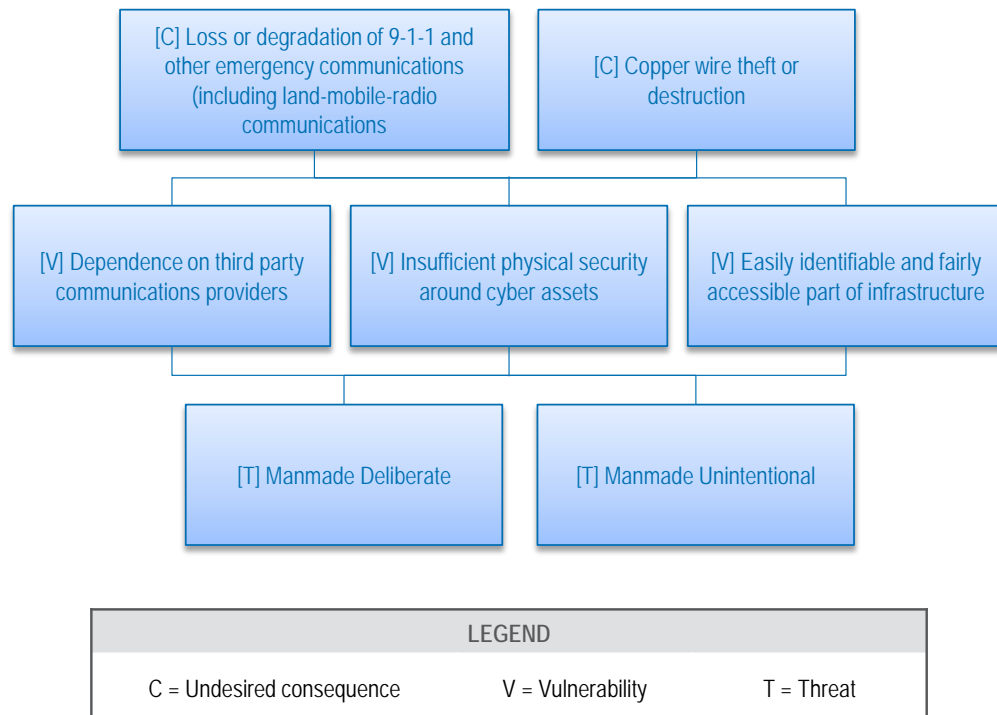 [C] Loss or degradation of 9-1-1 and
other emergency communications
(including land-mobile-radio
communications
[C] Copper wire theft or
destruction
[V] Dependence on third party
communications providers
[V] Insufficient physical security
around cyber assets
[V] Easily identifiable and fairly
accessible part of infrastructure
[T] Manmade Deliberate
[T] Manmade Unintentional
LEGEND
C = Undesired consequence
V = Vulnerability
T = Threat